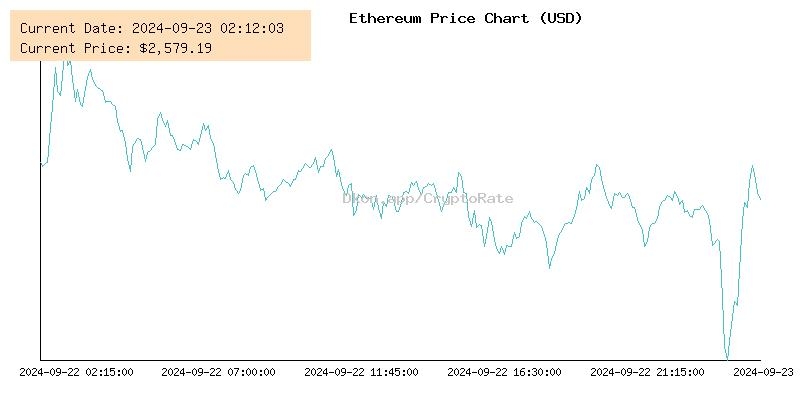 Ethereum Price Chart (USD)
Current Date: 2024-09-23 02:12:03
Current Price: $2,579.19
Dkon.app/CryptoRate
2024-09-22 02:15:00 2024-09-22 07:00:00 2024-09-22 11:45:00 2024-09-22 16:30:00 2024-09-22 21:15:00 2024-09-23